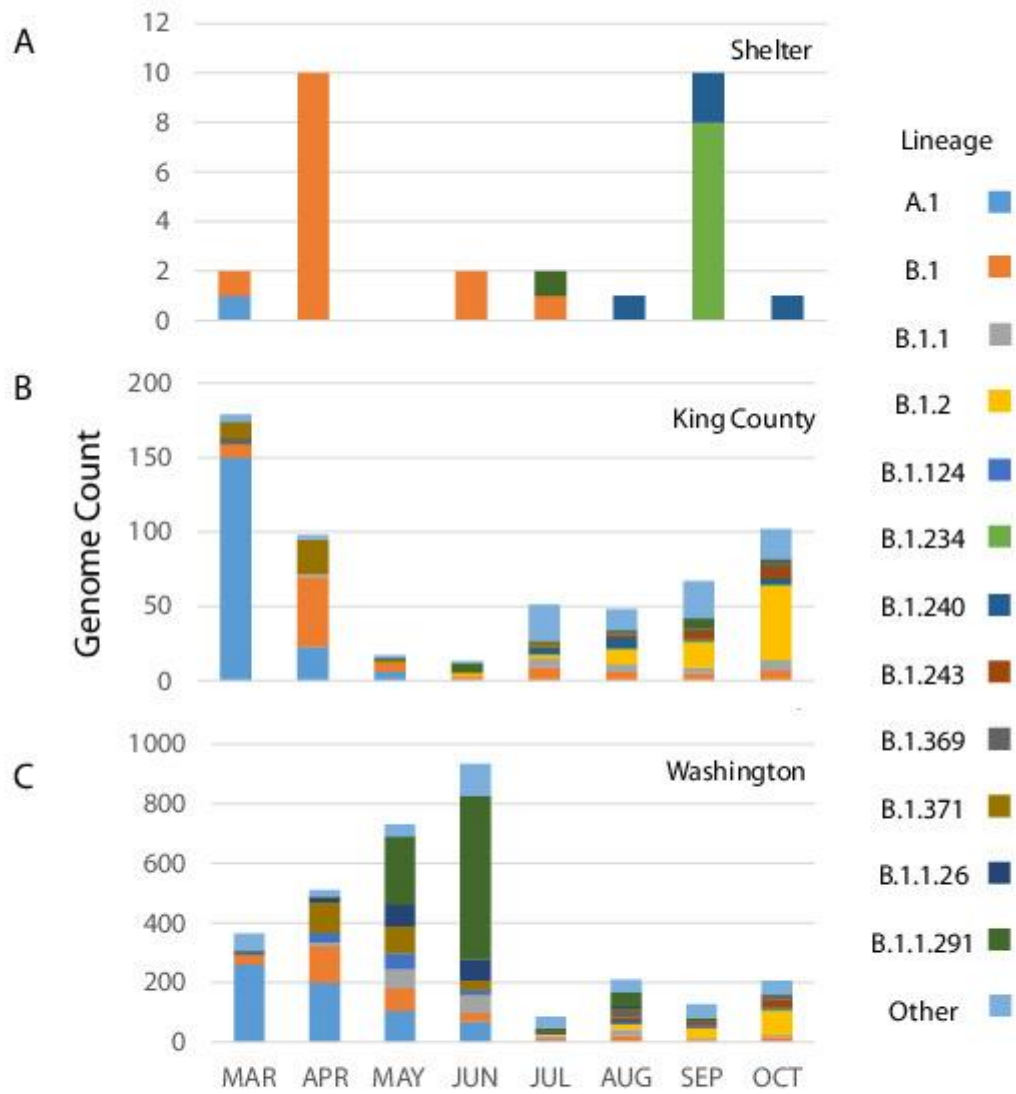 A
Shelter
12
10
8
6
4
2
0
B
King County
200
150
100
50
0
Genome Count
C
Washington
1000
800
600
400
200
0
MAR APR MAY JUN JUL AUG SEP OCT
Lineage
A.1
B.1
B.1.1
B.1.2
B.1.124
B.1.234
B.1.240
B.1.243
B.1.369
B.1.371
B.1.1.26
B.1.1.291
Other